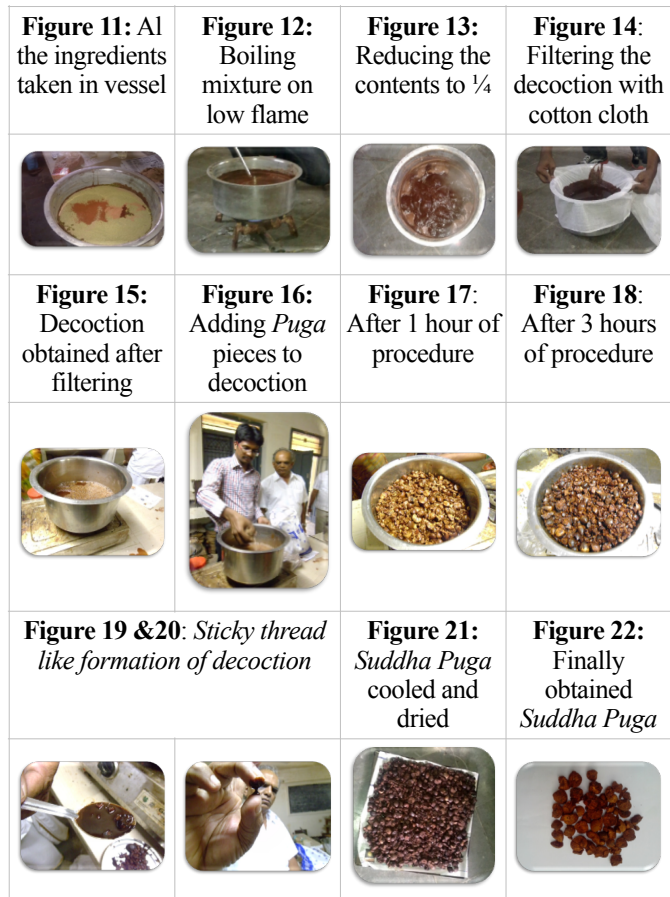 Figure 11: Al
the ingredients
taken in vessel
Figure 12:
Boiling
mixture on
low flame
Figure 13:
Reducing the
contents to ¼
Figure 14:
Filtering the
decoction with
cotton cloth
Figure 15:
Decoction
obtained after
filtering
Figure 16:
Adding Puga
pieces to
decoction
Figure 17:
After 1 hour of
procedure
Figure 18:
After 3 hours
of procedure
Figure 19 &20: Sticky thread
like formation of decoction
Figure 21:
Suddha Puga
cooled and
dried
Figure 22:
Finally
obtained
Suddha Puga